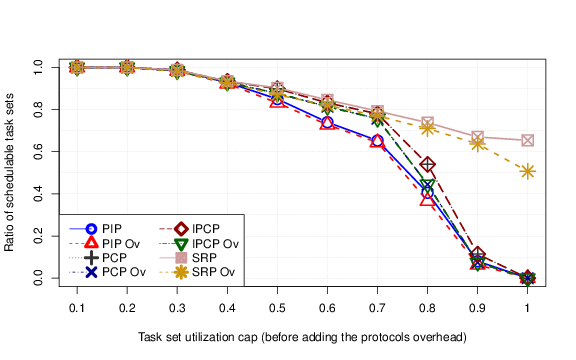 Ratio of schedulable task sets
1.0
0.8
0.6
0.4
0.2
0.0
PIP
PIP Ov
PCP
PCP Ov
IPCP
IPCP Ov
SRP
SRP Ov
0.1 0.2 0.3 0.4 0.5 0.6 0.7 0.8 0.9 1
Task set utilization cap (before adding the protocols overhead)